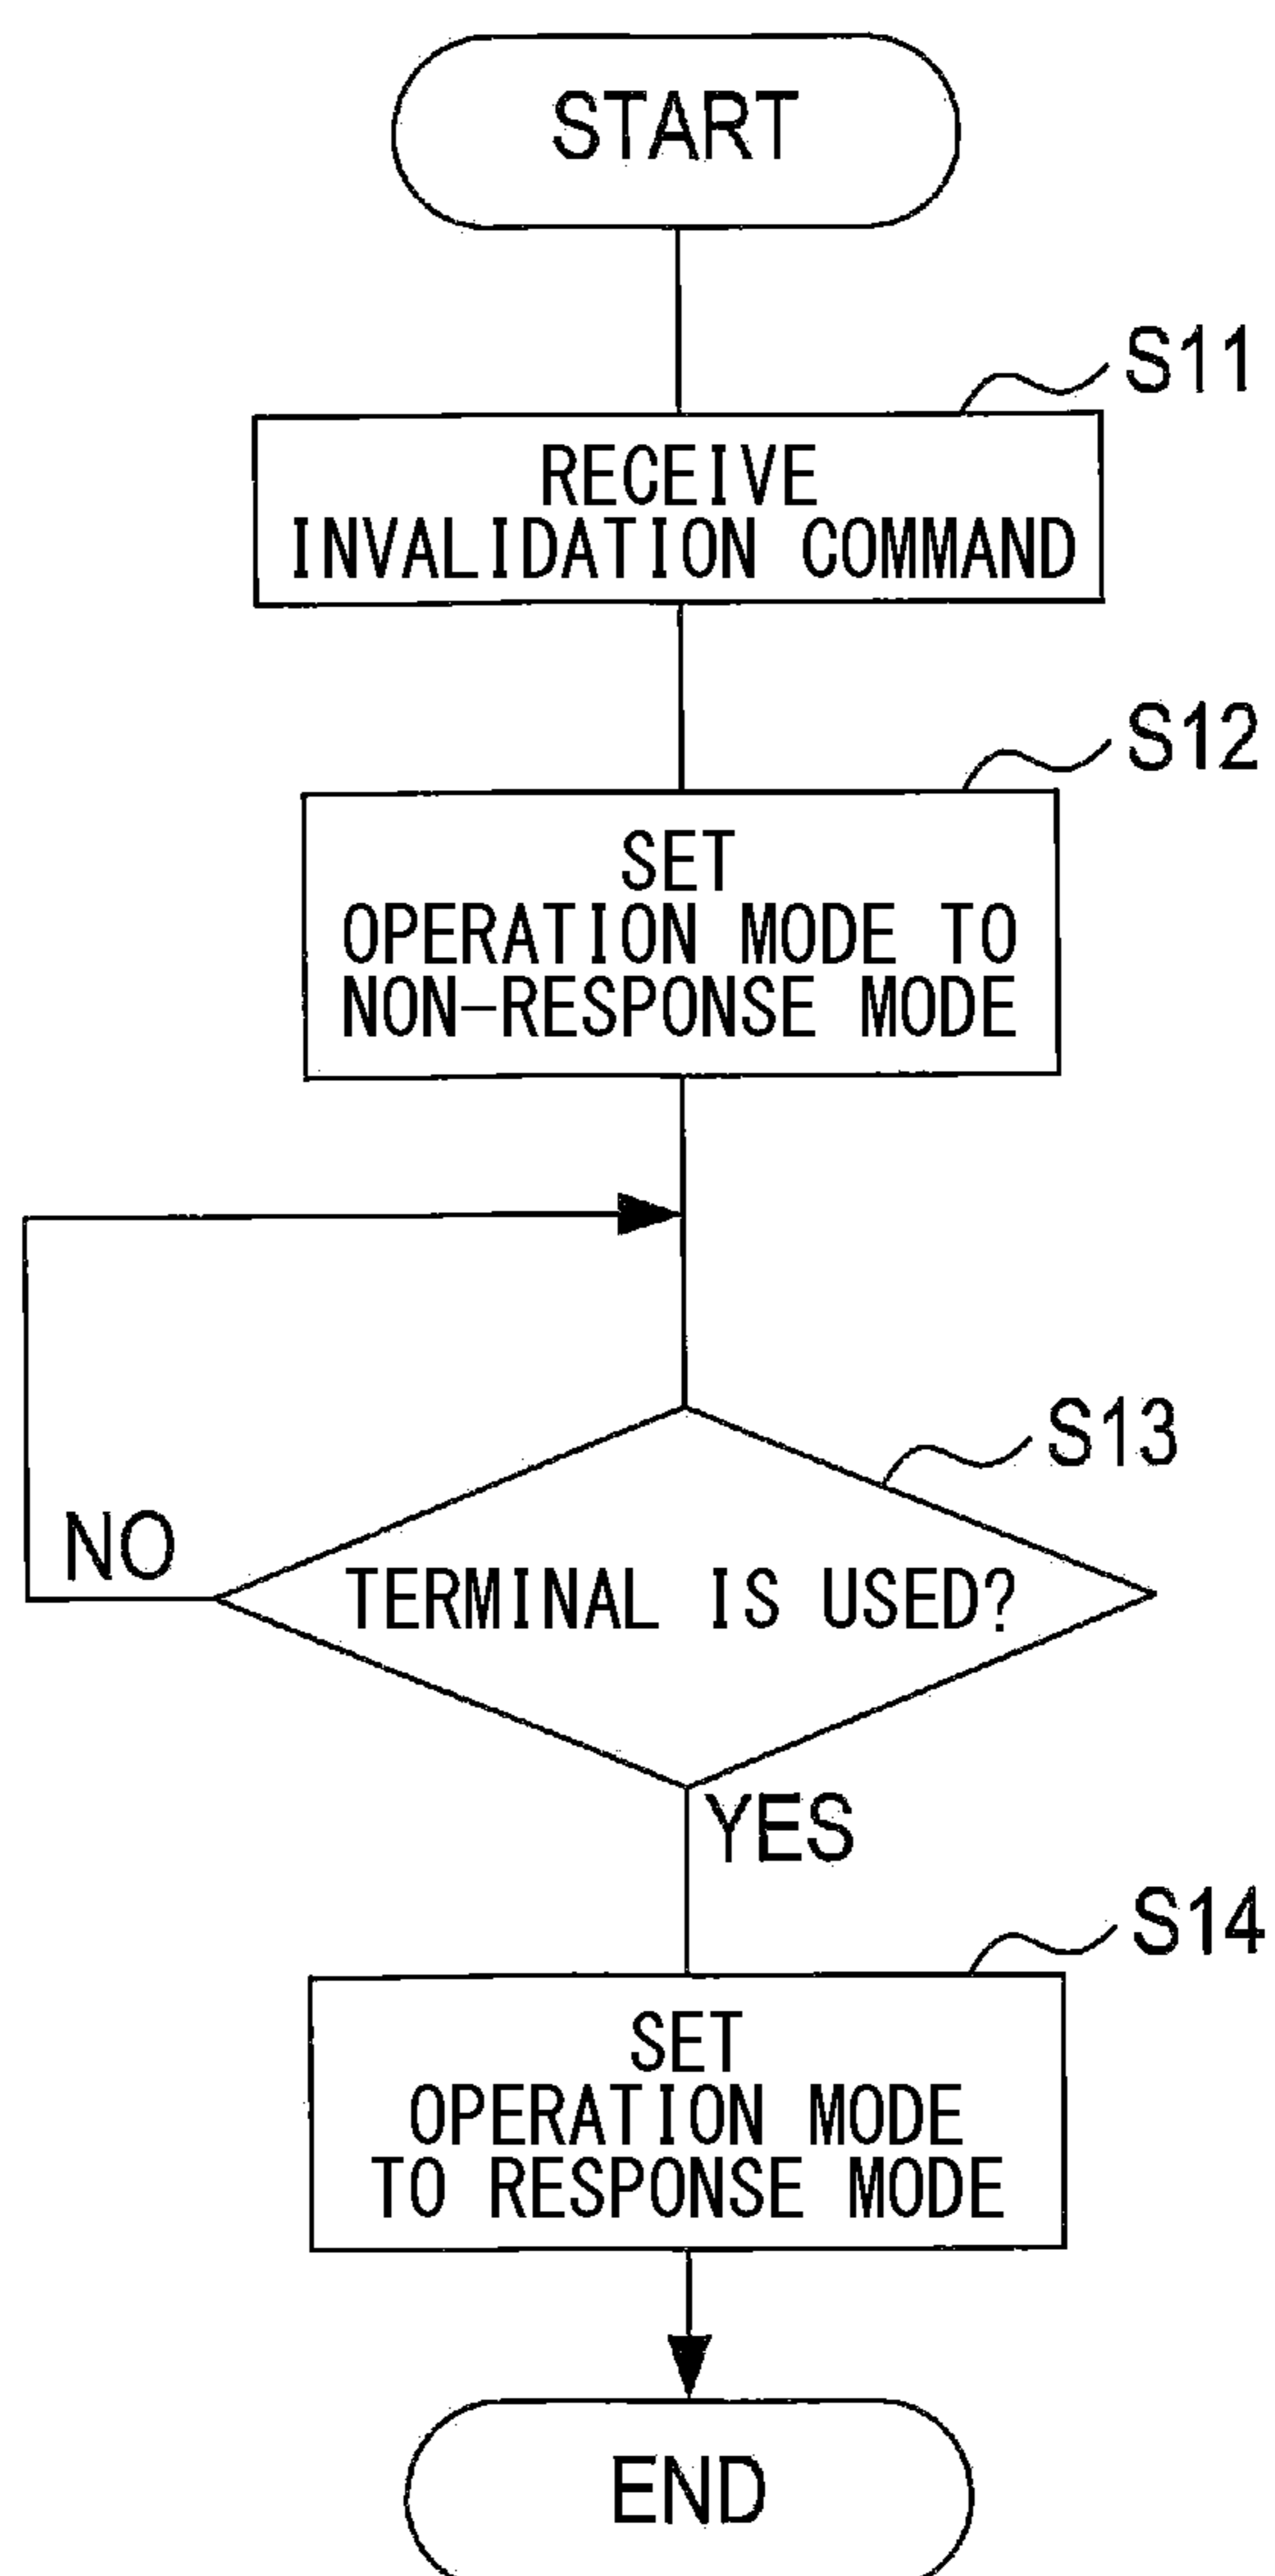 START
S11
RECEIVE
INVALIDATION COMMAND
S12
SET
OPERATION MODE TO
NON-RESPONSE MODE
S13
NO
TERMINAL IS USED?
YES
S14
SET
OPERATION MODE
TO RESPONSE MODE
END